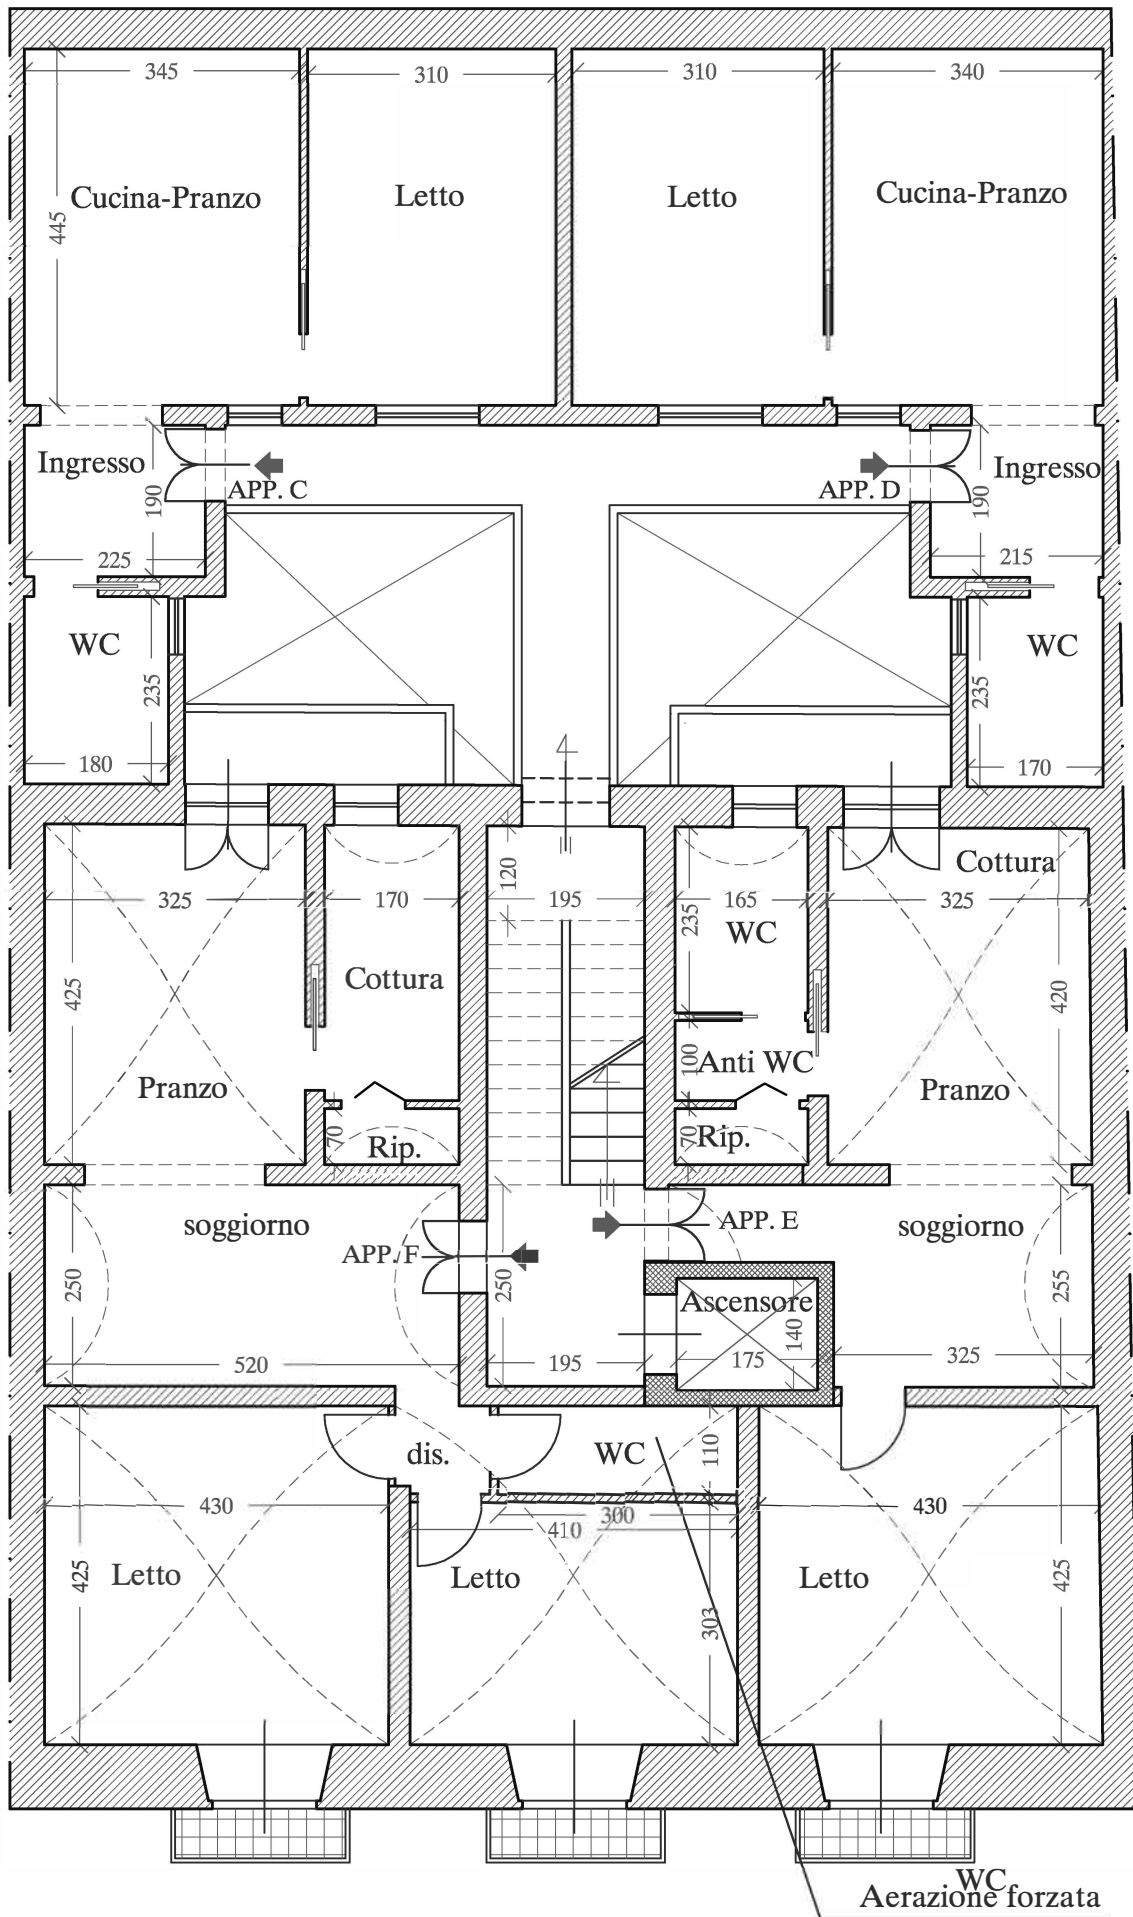 345
310
310
340
445
Cucina-Pranzo
Letto
Letto
Cucina-Pranzo
Ingresso
190
APP. C
APP. D
190
Ingresso
225
215
WC
235
180
WC
235
170
120
325
170
195
165
325
Cottura
235
WC
425
Cottura
420
Pranzo
100
Anti WC
Pranzo
70
Rip.
70
Rip.
soggiorno
APP. F
APP. E
soggiorno
250
250
Ascensore
255
520
195
175
140
325
dis.
WC
110
430
300
410
430
425
Letto
Letto
303
Letto
425
WC
Aerazione forzata